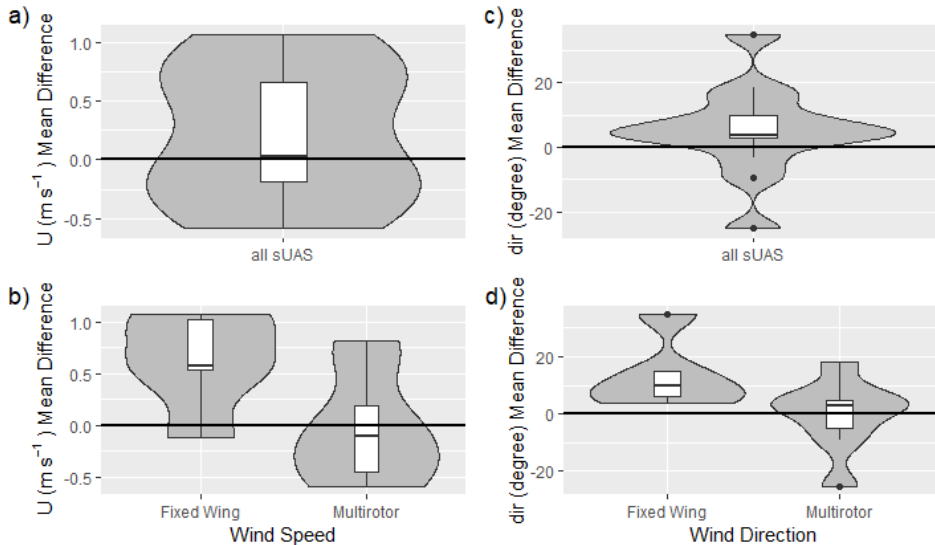 a)
U (m s⁻¹) Mean Difference
1.0
0.5
0.0
-0.5
all sUAS
c)
dir (degree) Mean Difference
20
0
-20
all sUAS
b)
U (m s⁻¹) Mean Difference
1.0
0.5
0.0
-0.5
Fixed Wing Multirotor
Wind Speed
d)
dir (degree) Mean Difference
20
0
-20
Fixed Wing Multirotor
Wind Direction